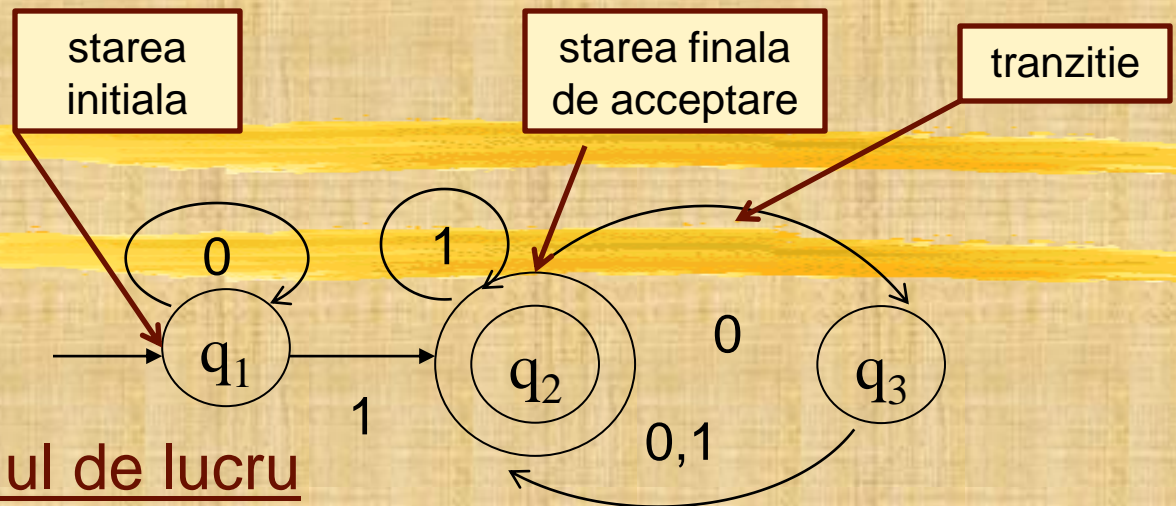 starea
initiala
starea finala
de acceptare
tranzitie
0
1
q₁
q₂
0
q₃
1
0,1
ul de lucru